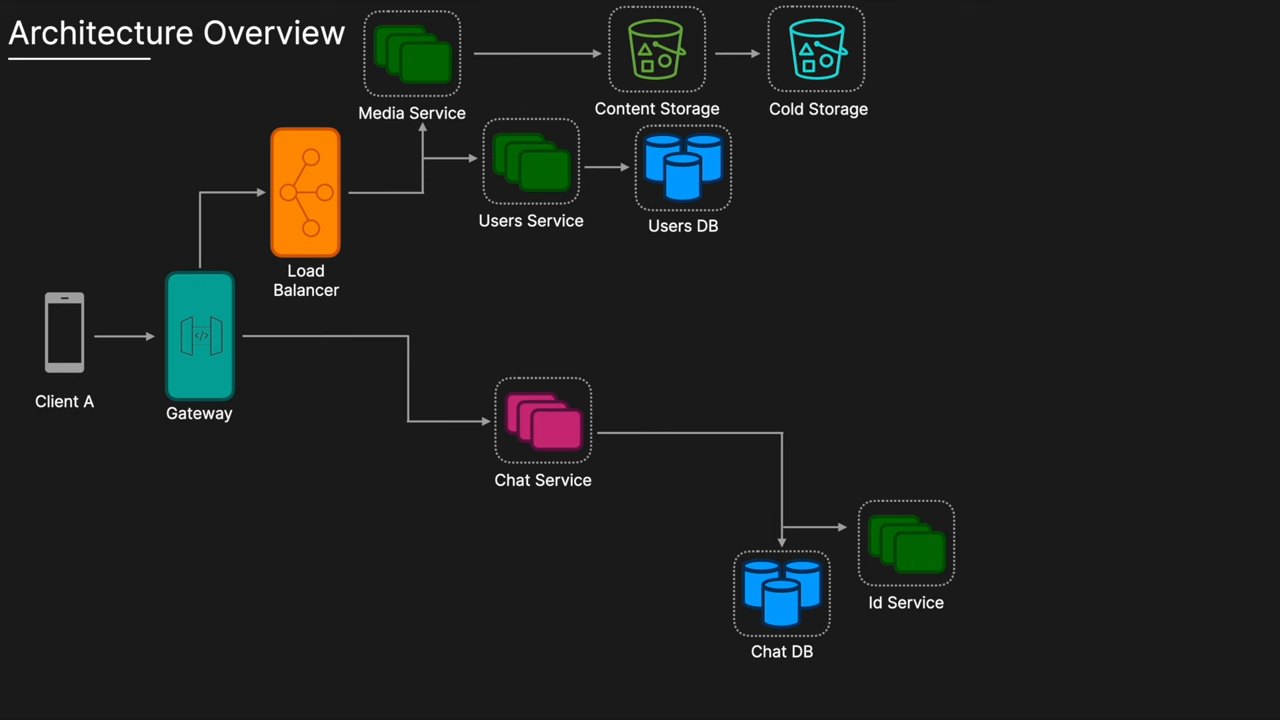 Architecture Overview
Media Service
Content Storage
Cold Storage
Users Service
Users DB
Load
Balancer
Client A
</>
Gateway
Chat Service
Id Service
Chat DB